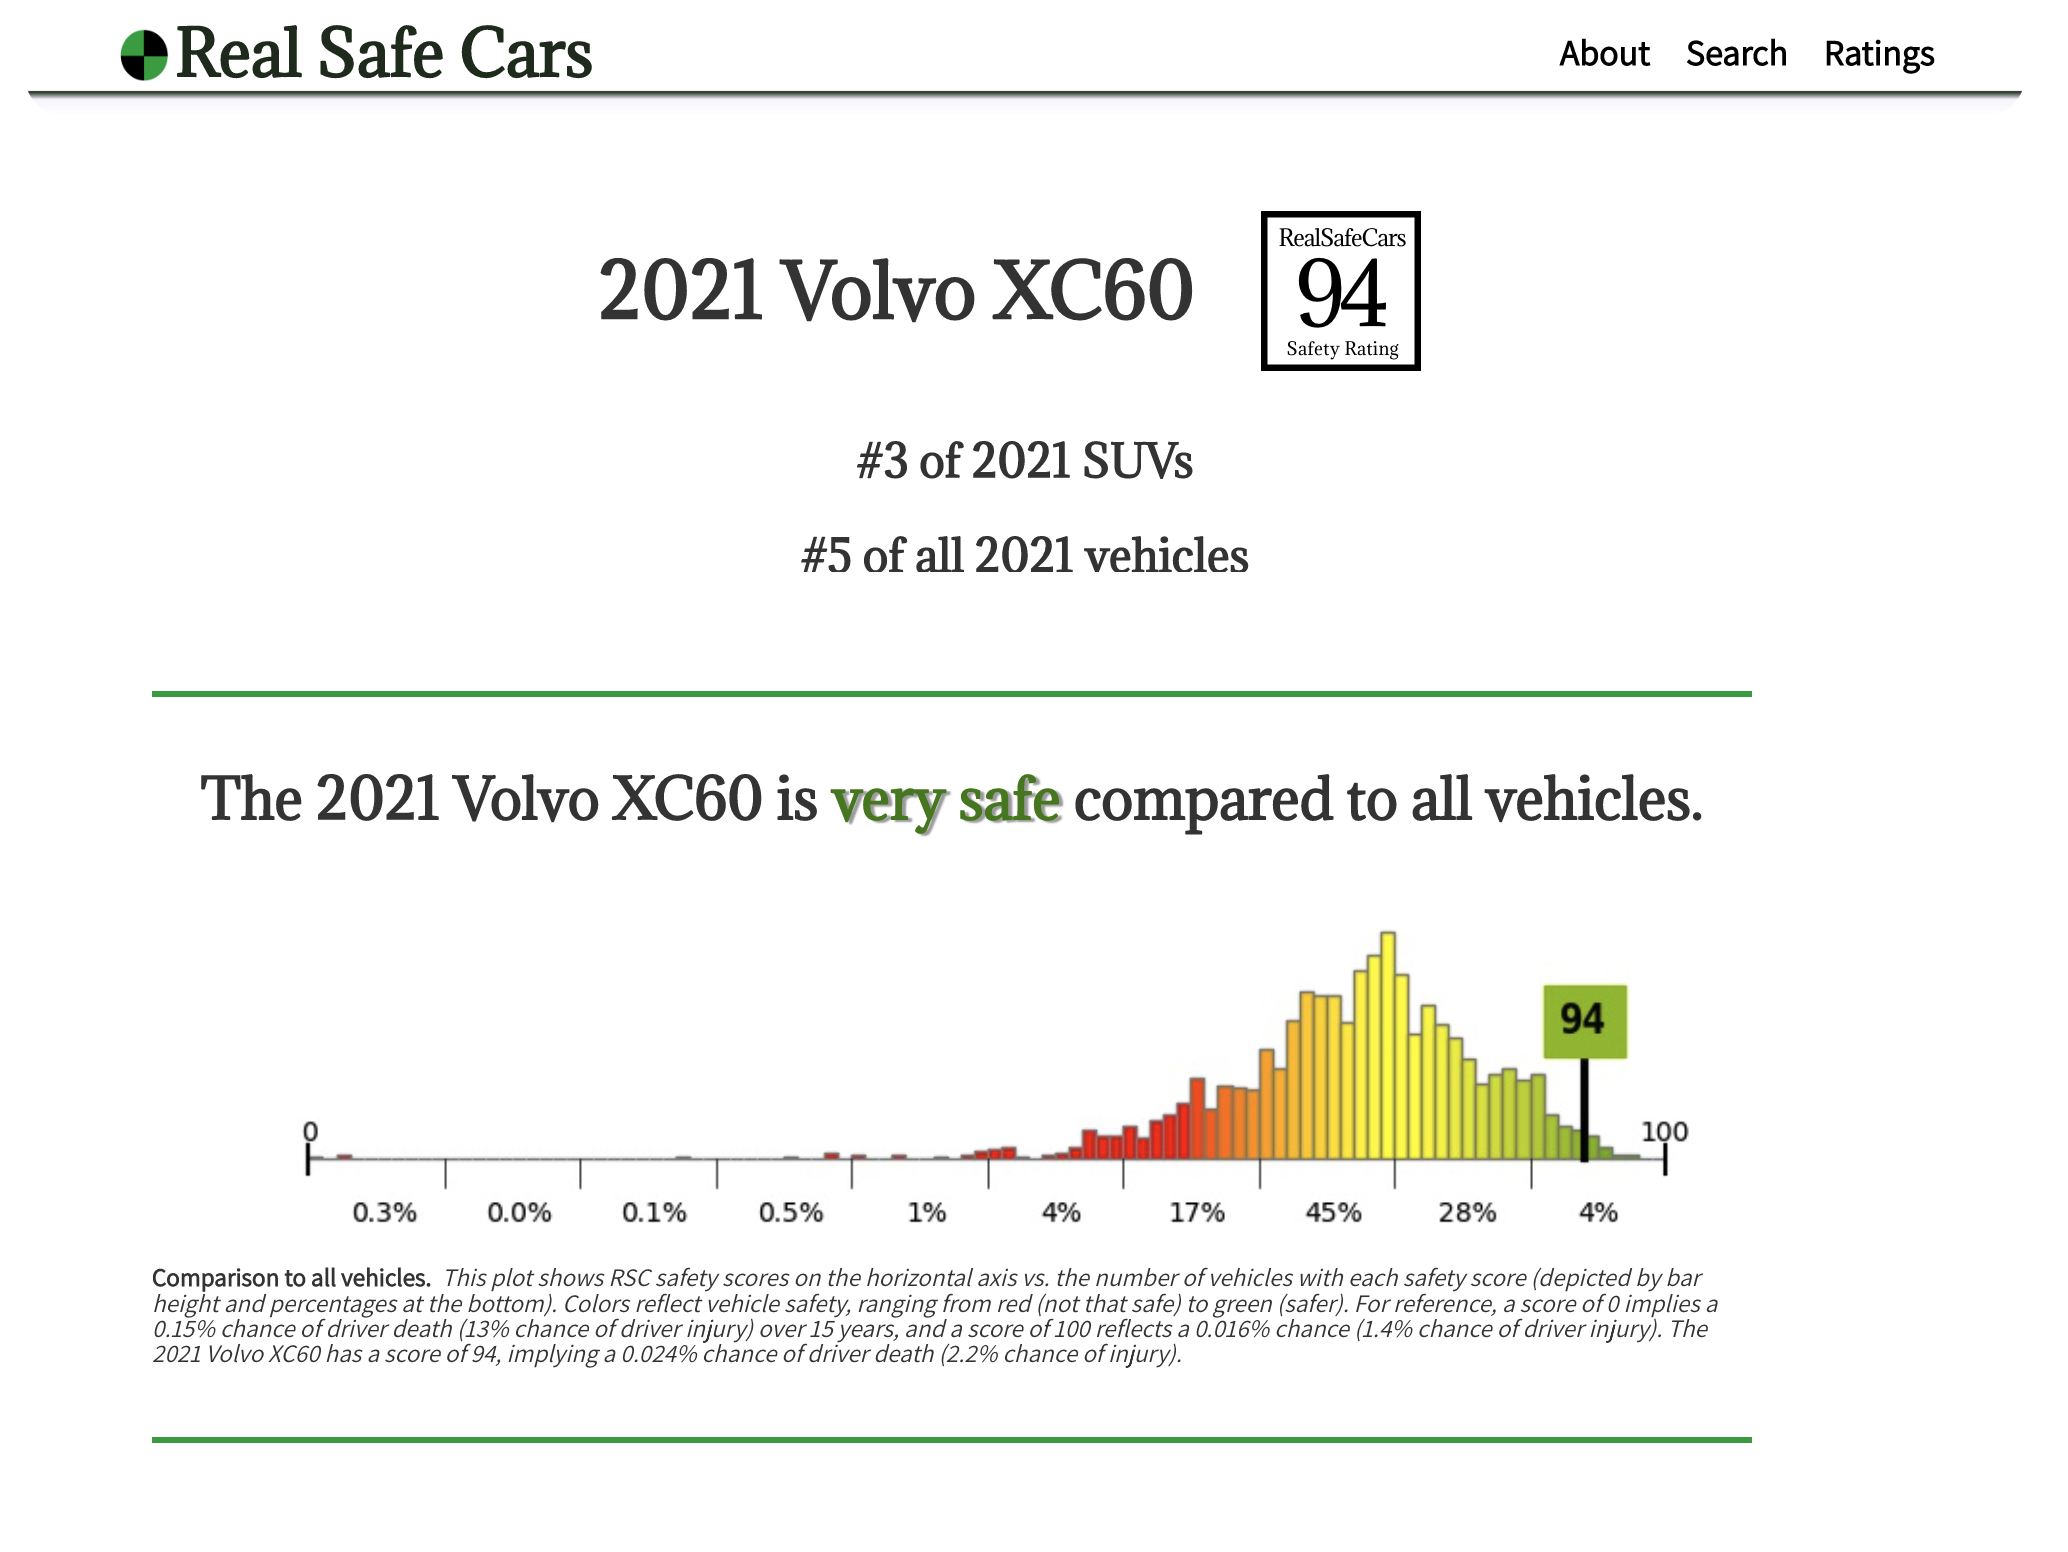 Real Safe Cars
About Search Ratings
2021 Volvo XC60
RealSafeCars
94
Safety Rating
#3 of 2021 SUVs
#5 of all 2021 vehicles
The 2021 Volvo XC60 is very safe compared to all vehicles.
94
0
100
0.3% 0.0% 0.1% 0.5% 1% 4% 17% 45% 28% 4%
Comparison to all vehicles. This plot shows RSC safety scores on the horizontal axis vs. the number of vehicles with each safety score (depicted by bar
height and percentages at the bottom). Colors reflect vehicle safety, ranging from red (not that safe) to green (safer). For reference, a score of 0 implies a
0.15% chance of driver death (13% chance of driver injury) over 15 years, and a score of 100 reflects a 0.016% chance (1.4% chance of driver injury). The
2021 Volvo XC60 has a score of 94, implying a 0.024% chance of driver death (2.2% chance of injury).